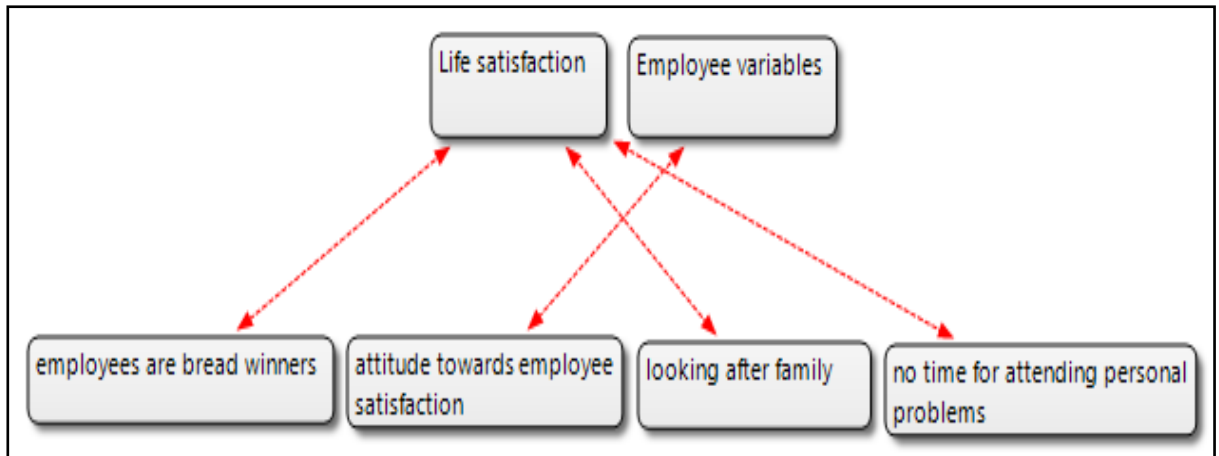 Life satisfaction
Employee variables
employees are bread winners
attitude towards employee
satisfaction
looking after family
no time for attending personal
problems